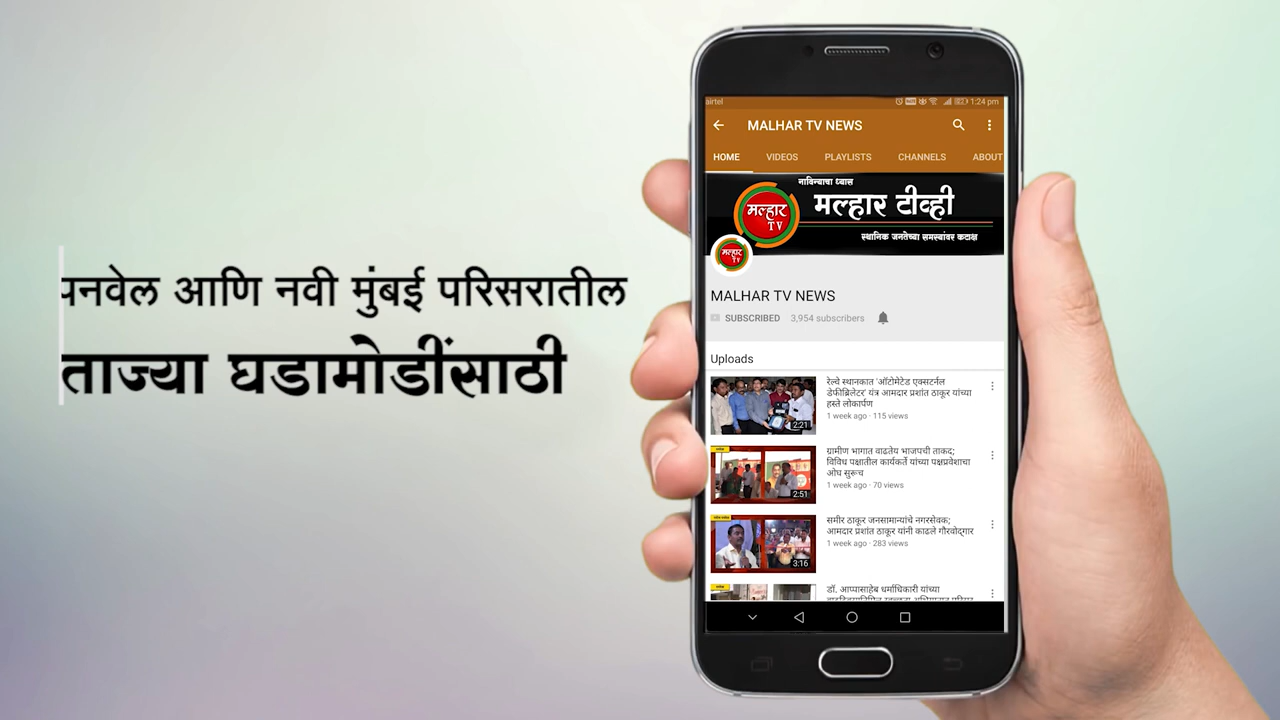 पनवेल आणि नवी मुंबई परिसरातील
ताज्या घडामोडींसाठी
airtel
1:24 pm
MALHAR TV NEWS
HOME VIDEOS PLAYLISTS CHANNELS ABOUT
नाविन्याचा ध्यास
मल्हार टीव्ही
मल्हार
TV
स्थानिक जनतेच्या समस्यांवर कटाक्ष
मल्हार
TV
MALHAR TV NEWS
SUBSCRIBED 3,954 subscribers
Uploads
रेल्वे स्थानकात 'ऑटोमेटेड एक्सटर्नल
डेफीब्रिलेटर' यंत्र आमदार प्रशांत ठाकूर यांच्या
हस्ते लोकार्पण
1 week ago · 115 views
2:21
ग्रामीण भागात वाढतेय भाजपची ताकद;
विविध पक्षातील कार्यकर्ते यांच्या पक्षप्रवेशाचा
ओघ सुरूच
1 week ago · 70 views
2:51
समीर ठाकूर जनसामान्यांचे नगरसेवक;
आमदार प्रशांत ठाकूर यांनी काढले गौरवोद्गार
1 week ago · 283 views
3:16
डॉ. आप्पासाहेब धर्माधिकारी यांच्या